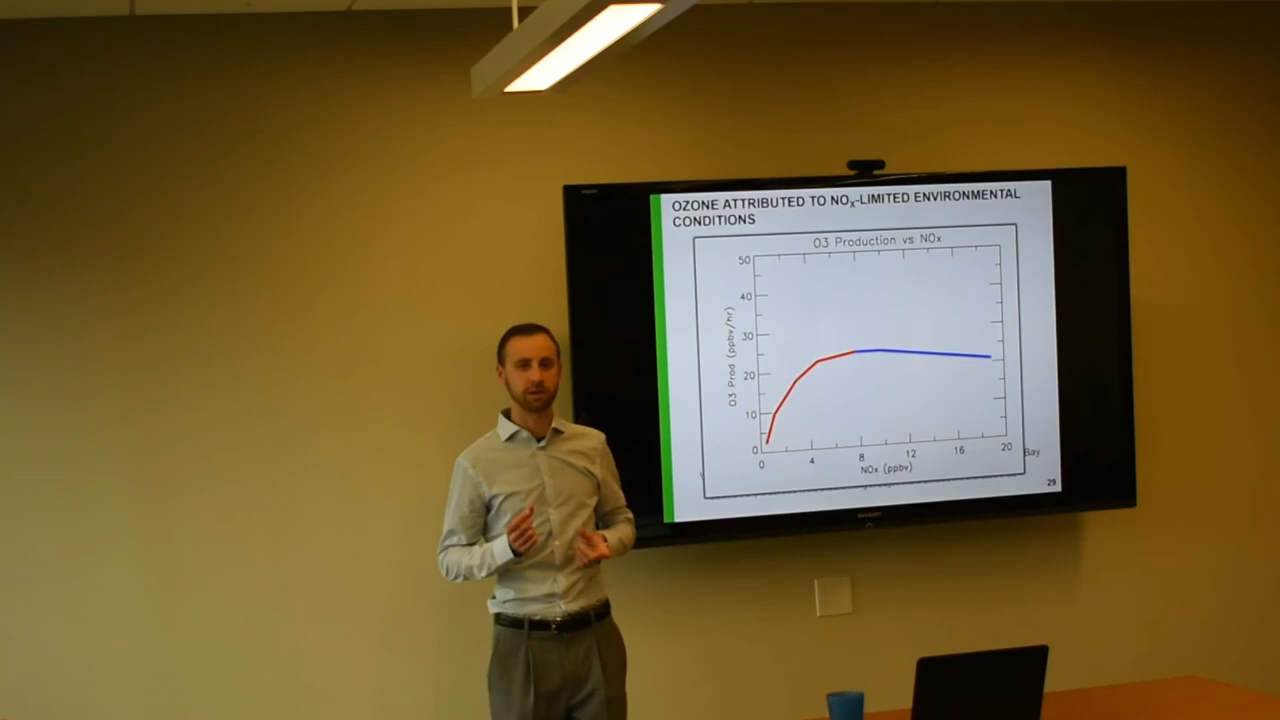 OZONE ATTRIBUTED TO NOx-LIMITED ENVIRONMENTAL
CONDITIONS
O3 Production vs NOx
50
40
30
20
10
0
O3 Prod (ppbv/hr)
0 4 8 12 16 20
NOx (ppbv)
Bay
29